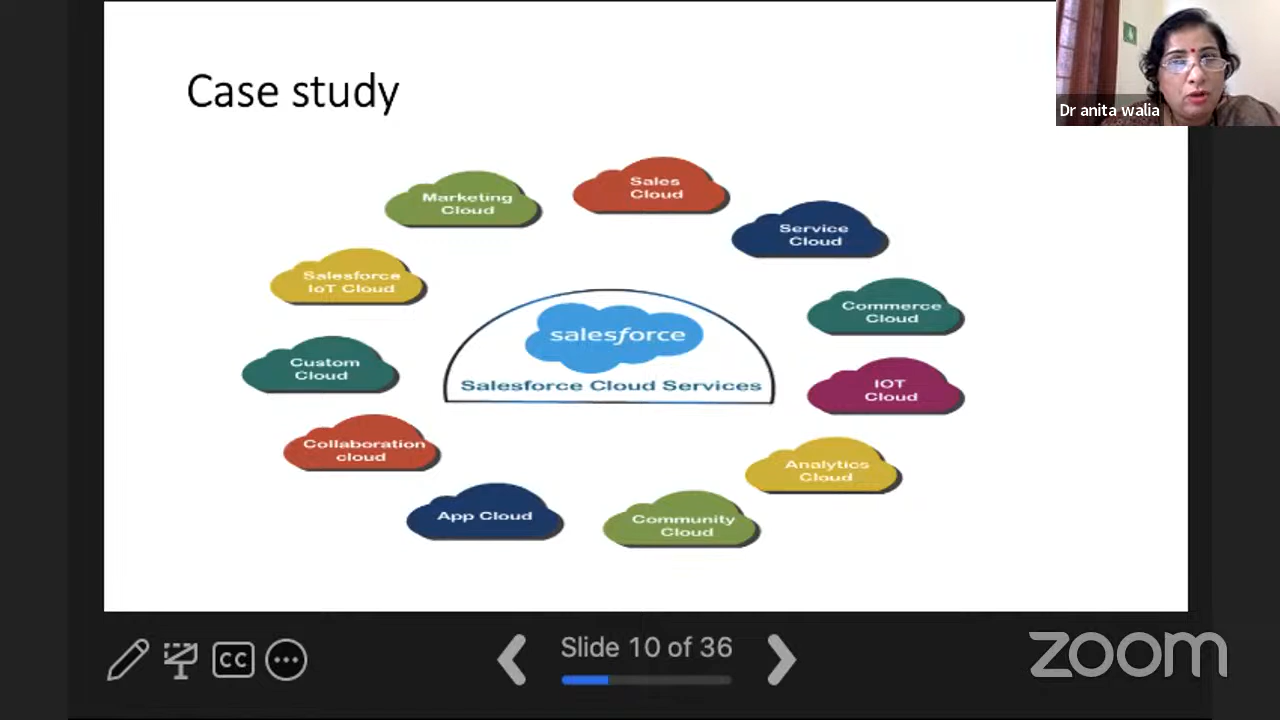 Case study
Dr anita walia
Marketing
Cloud
Sales
Cloud
Service
Cloud
Salesforce
IoT Cloud
Commerce
Cloud
salesforce
Salesforce Cloud Services
Custom
Cloud
IOT
Cloud
Collaboration
cloud
Analytics
Cloud
App Cloud
Community
Cloud
CC
Slide 10 of 36
zoom